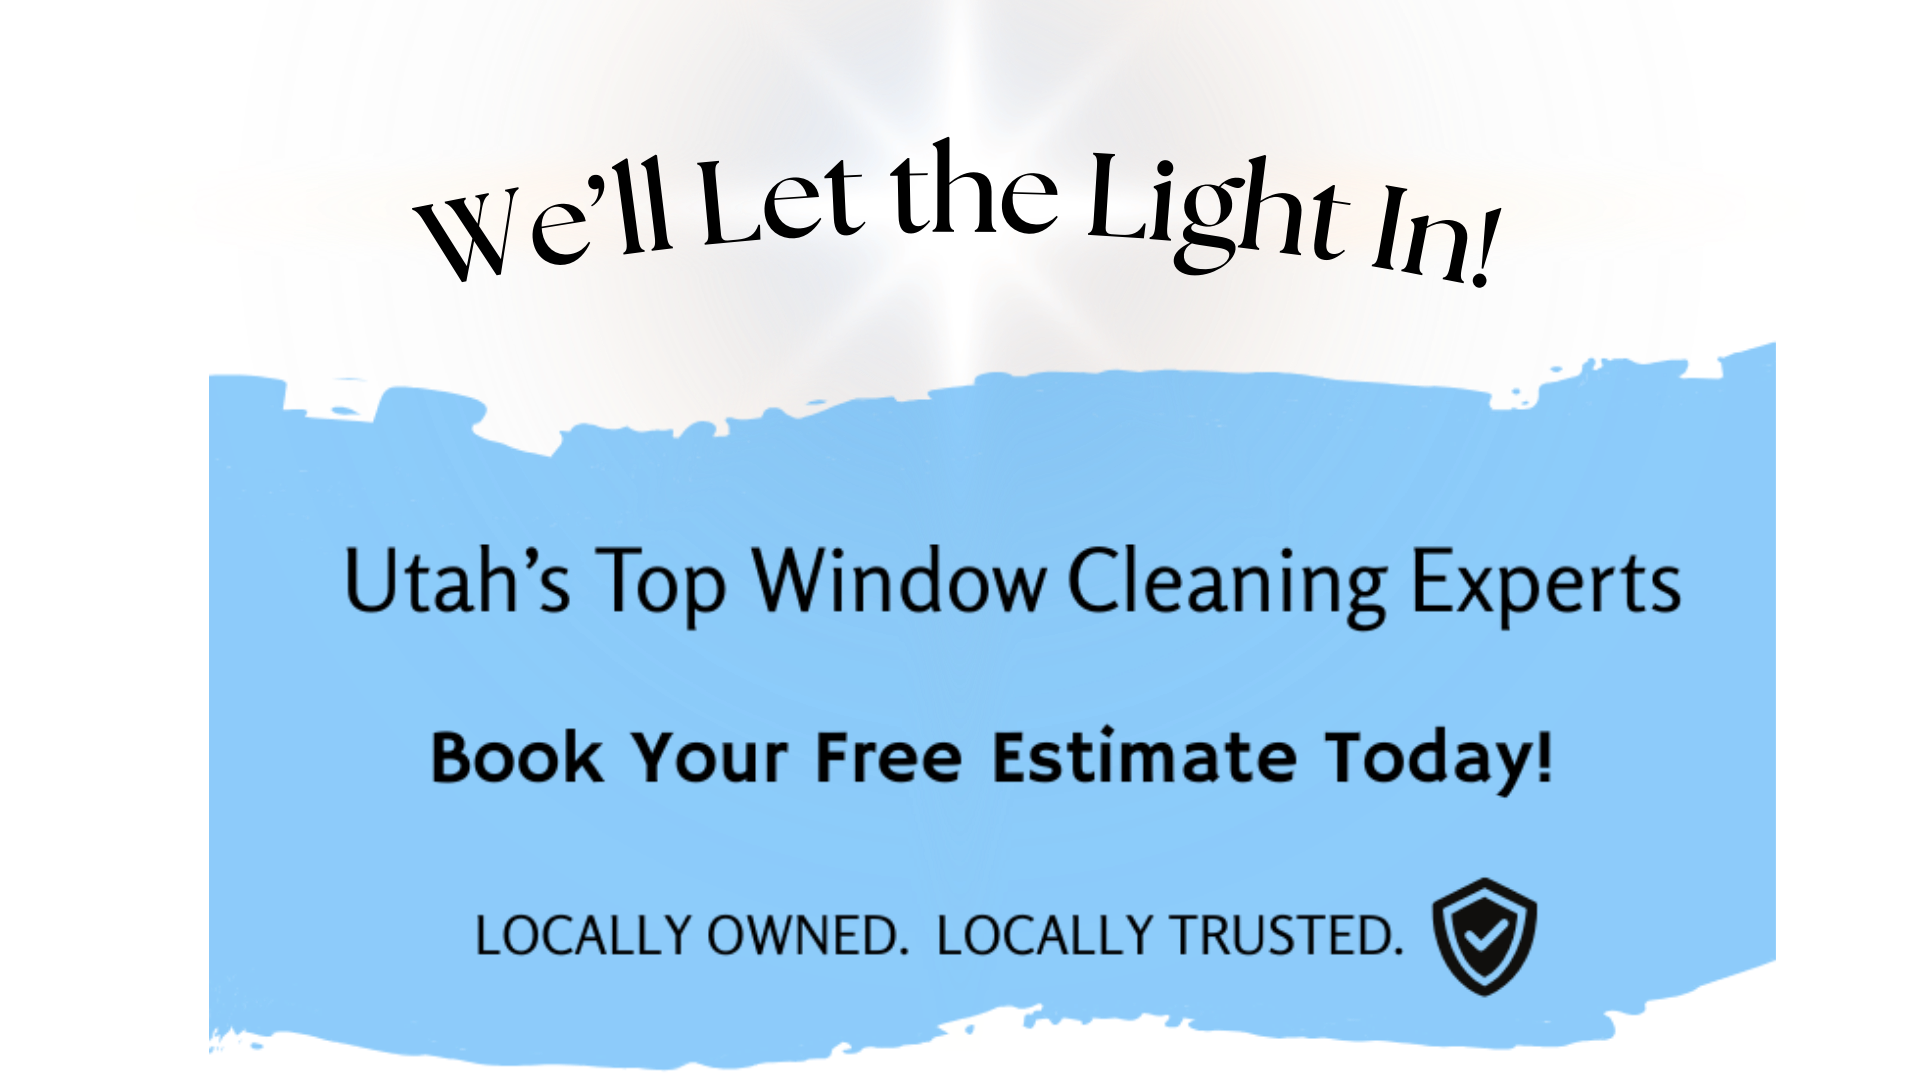 We’ll Let the Light In!
Utah’s Top Window Cleaning Experts
Book Your Free Estimate Today!
LOCALLY OWNED. LOCALLY TRUSTED.